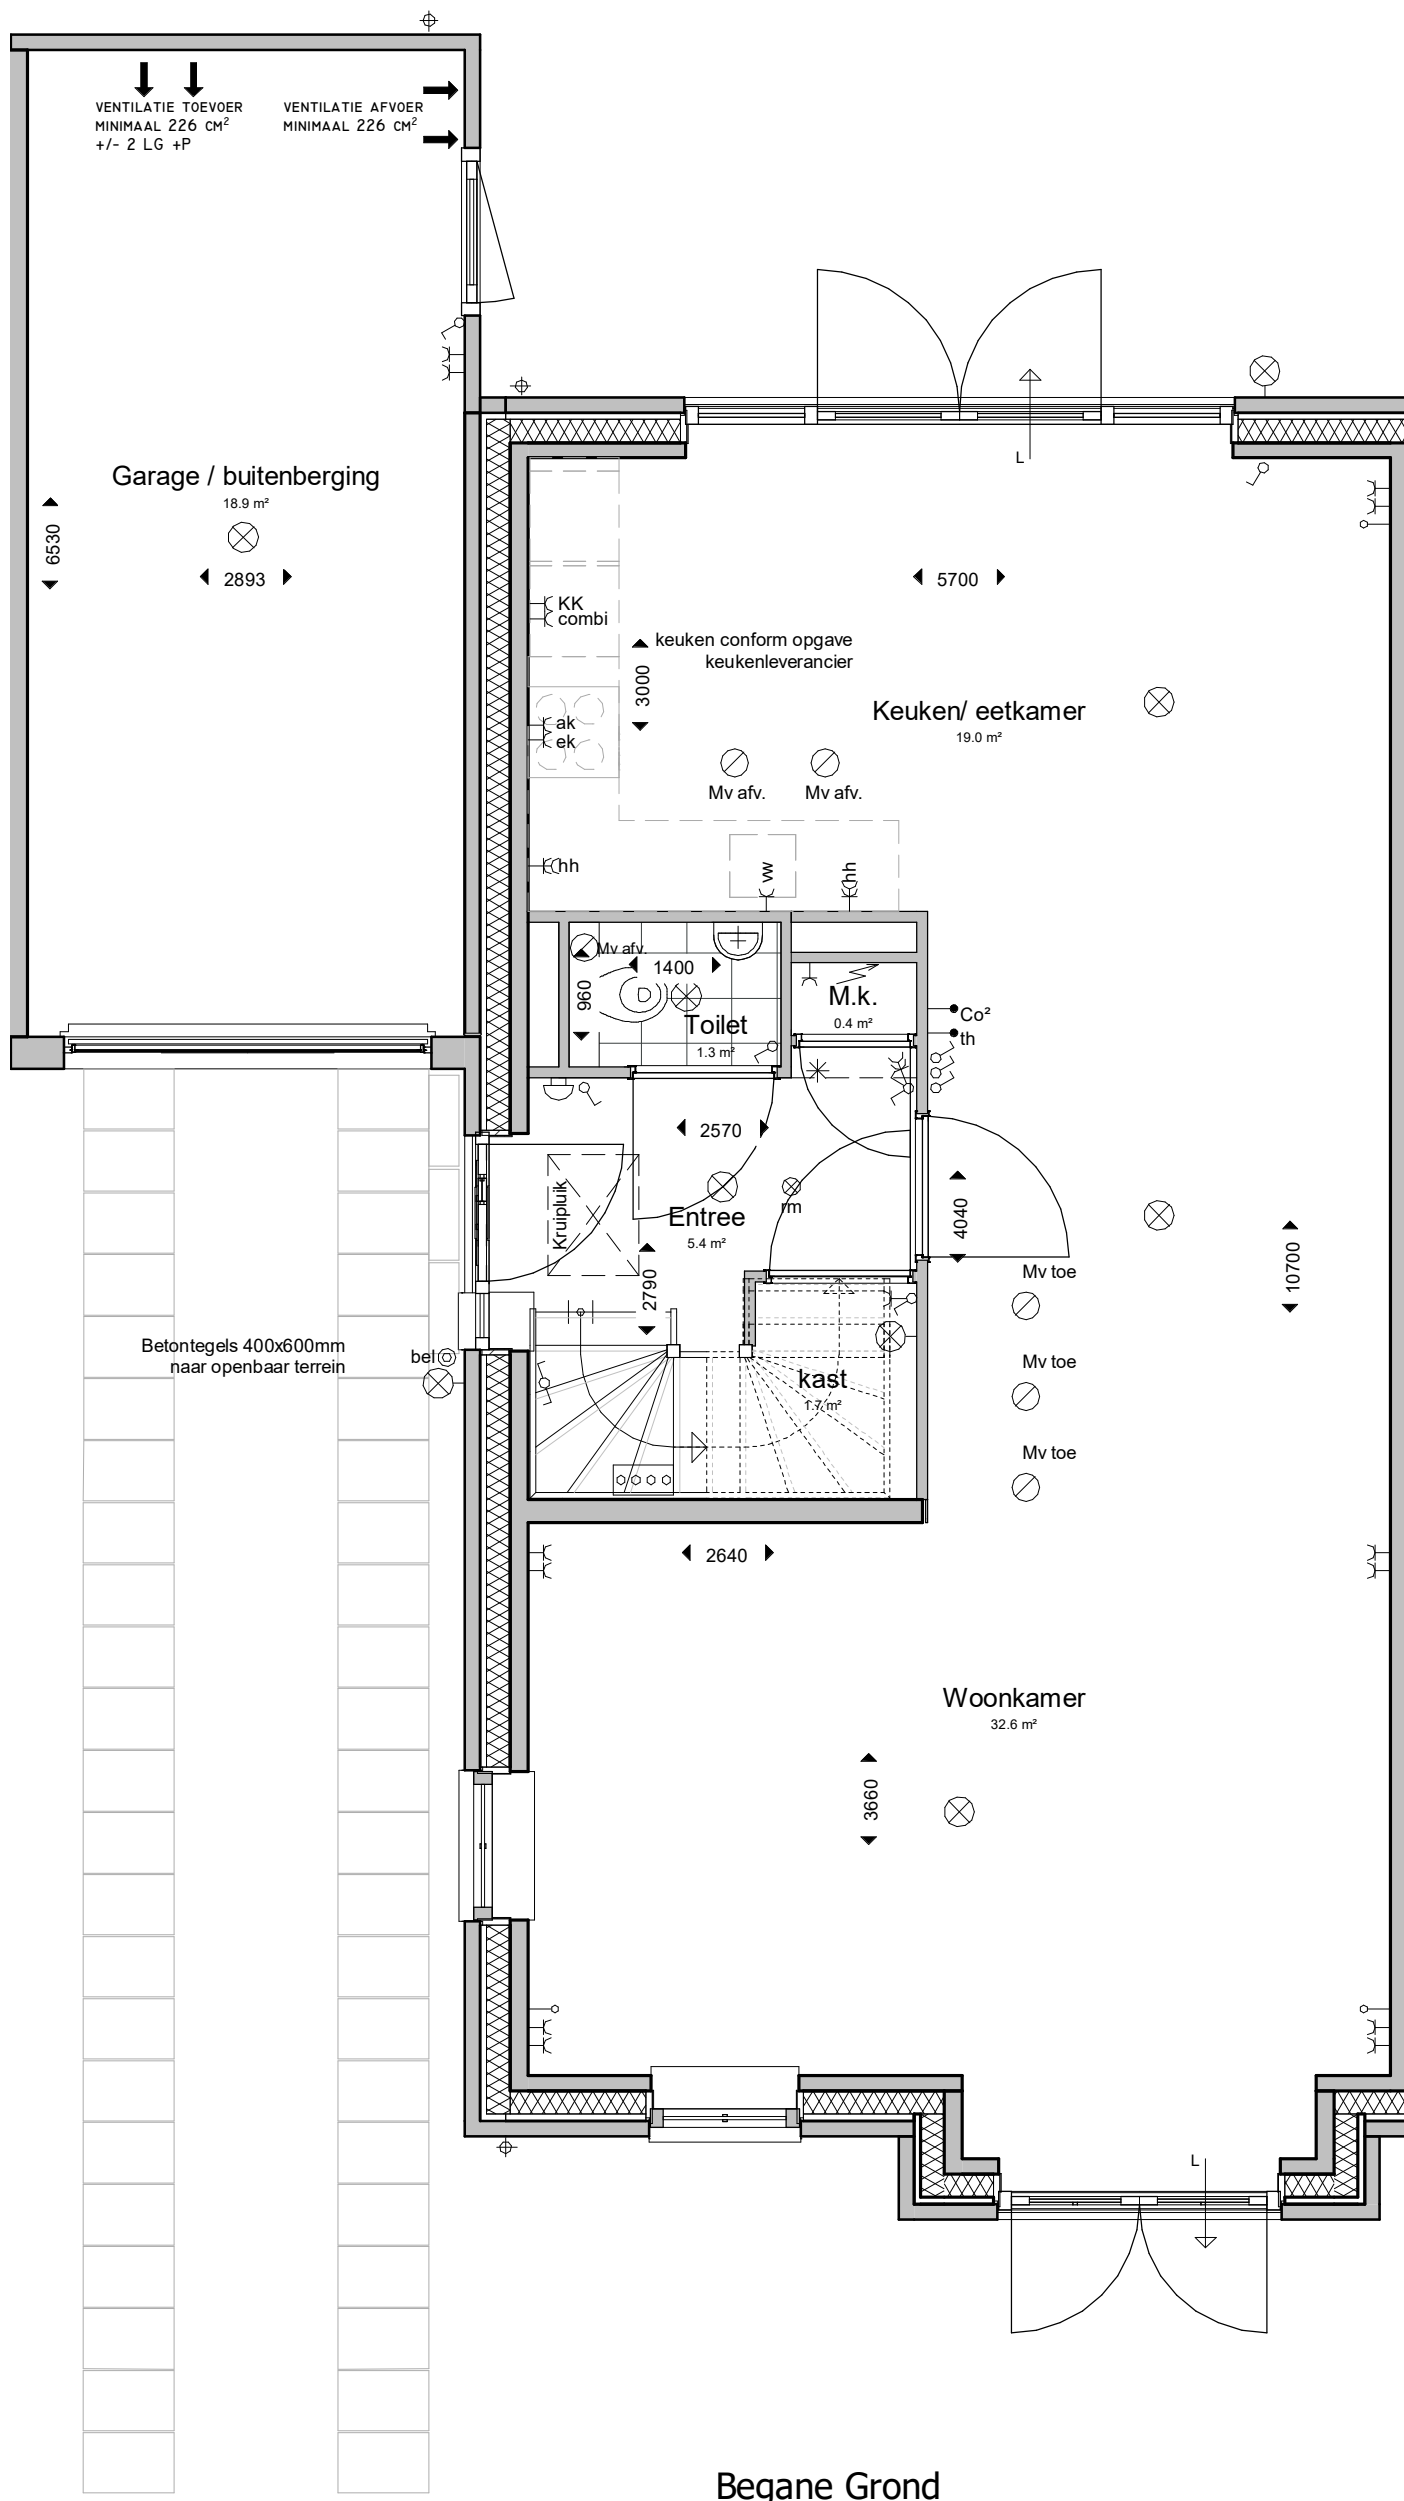 VENTILATIE TOEVOER
MINIMAAL 226 CM²
+/- 2 LG +P
VENTILATIE AFVOER
MINIMAAL 226 CM²
L
Garage / buitenberging
18.9 m²
6530
2893
5700
KK
combi
keuken conform opgave
keukenleverancier
3000
ak
ek
Keuken/ eetkamer
19.0 m²
Mv afv.
Mv afv.
hh
vw
hh
Mv afv.
1400
960
Toilet
1.3 m²
M.k.
0.4 m²
Co²
th
2570
Kruipluik
Entree
5.4 m²
rm
4040
2790
10700
Mv toe
Mv toe
Mv toe
Betontegels 400x600mm
naar openbaar terrein
bel
kast
1.7 m²
2640
Woonkamer
32.6 m²
3660
L
Begane Grond